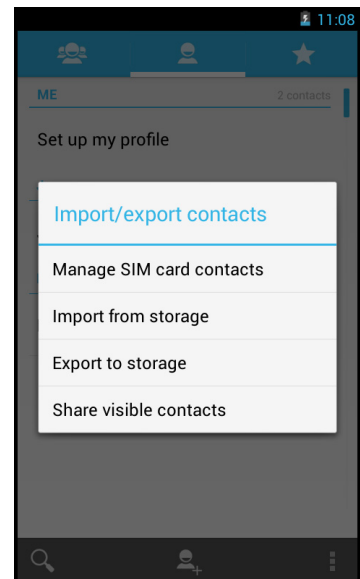 11:08
ME 2 contacts
Set up my profile
Import/export contacts
Manage SIM card contacts
Import from storage
Export to storage
Share visible contacts